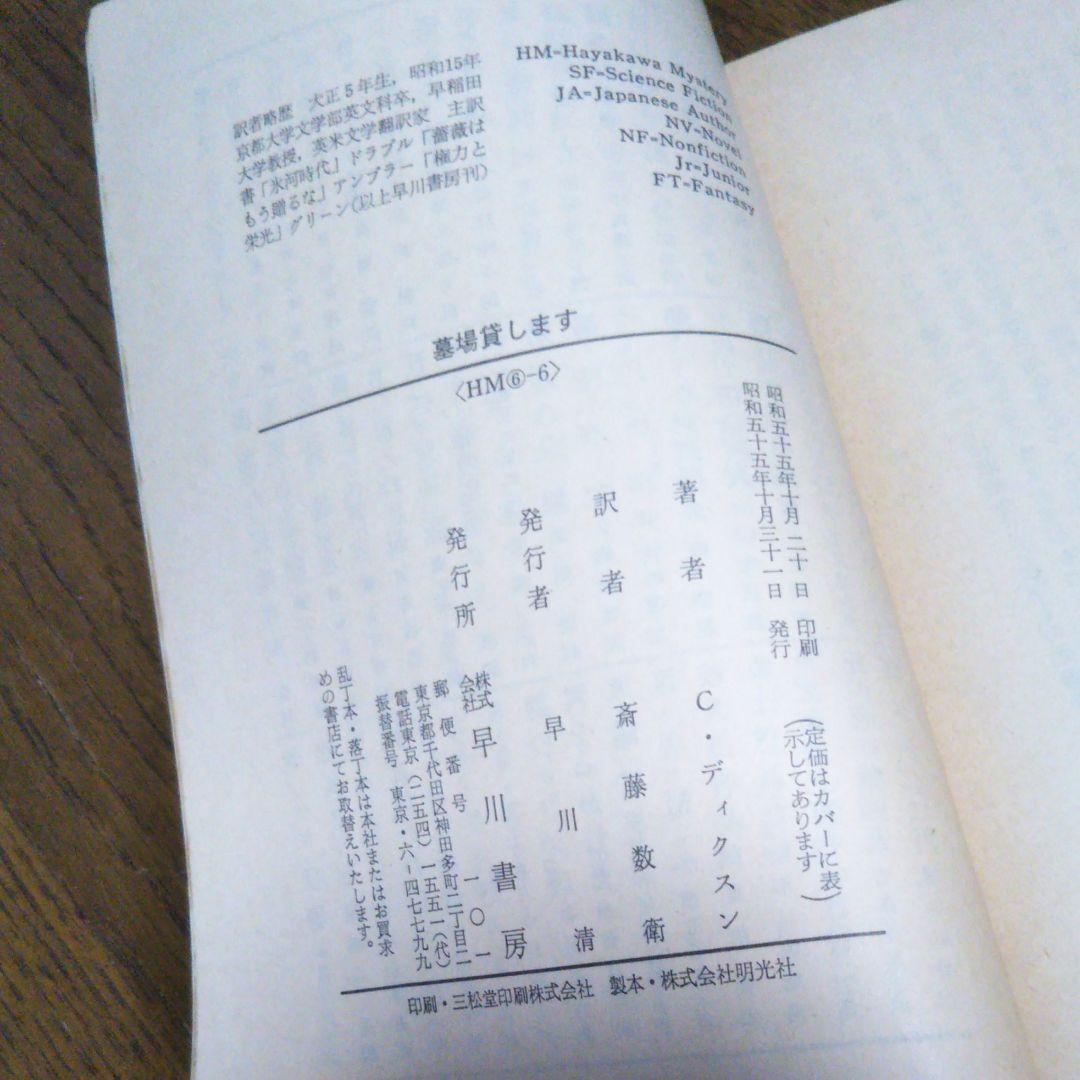 HM=Hayakawa Mystery
SF=Science Fiction
JA=Japanese Author
NV=Novel
NF=Nonfiction
Jr=Junior
FT=Fantasy
訳者略歴 大正5年生,昭和15年
京都大学文学部英文科卒,早稲田
大学教授,英米文学翻訳家 主訳
書「氷河時代」ドラブル「薔薇は
もう贈るな」アンブラー「権力と
栄光」グリーン(以上早川書房刊)
墓場貸します
〈HM⑥-6〉
昭和五十五年十月二十日 印刷
昭和五十五年十月三十一日 発行
(定価はカバーに表
示してあります)
著者 C・ディクスン
訳者 斎藤数衛
発行者 早川清
発行所 株式会社 早川書房
郵便番号 一〇一
東京都千代田区神田多町二丁目二
電話東京(二五四)一五五一(代)
振替番号 東京・六-四七七九九
乱丁本・落丁本は本社またはお買求
めの書店にてお取替えいたします。
印刷・三松堂印刷株式会社 製本・株式会社明光社